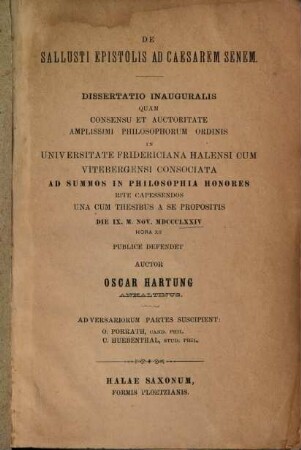 DE
SALLUSTI EPISTOLIS AD CAESAREM SENEM.
DISSERTATIO INAUGURALIS
QUAM
CONSENSU ET AUCTORITATE
AMPLISSIMI PHILOSOPHORUM ORDINIS
IN
UNIVERSITATE FRIDERICIANA HALENSI CUM
VITEBERGENSI CONSOCIATA
AD SUMMOS IN PHILOSOPHIA HONORES
RITE CAPESSENDOS
UNA CUM THESIBUS A SE PROPOSITIS
DIE IX. M. NOV. MDCCCLXXIV
HORA XI
PUBLICE DEFENDET
AUCTOR
OSCAR HARTUNG
ANHALTINUS.
ADVERSARIORUM PARTES SUSCIPIENT:
O. PORRATH, CAND. PHIL.
C. HUEBENTHAL, STUD. PHIL.
HALAE SAXONUM,
FORMIS PLOETZIANIS.